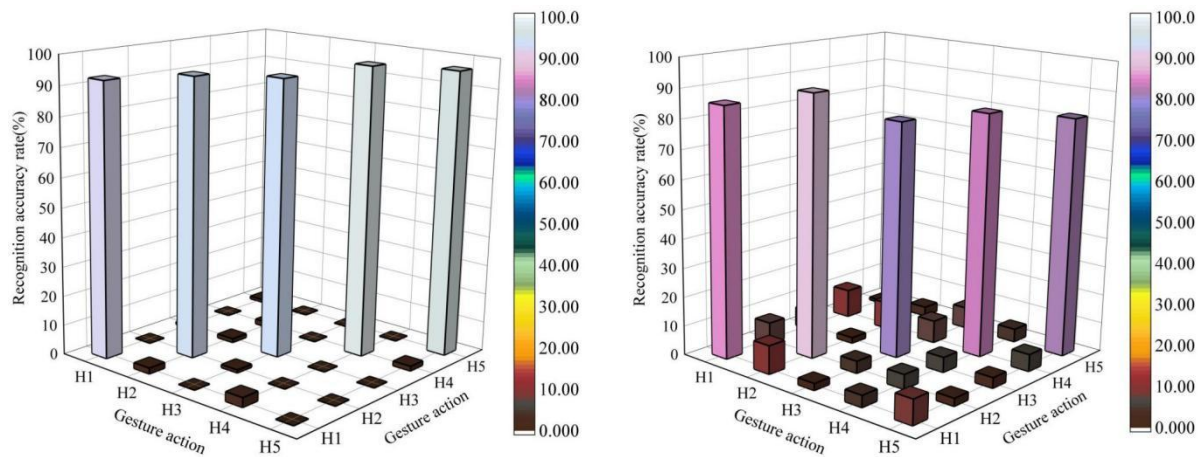 Recognition accuracy rate(%)
100
90
80
70
60
50
40
30
20
10
0
H1
H2
H3
H4
H5
Gesture action
H1
H2
H3
H4
H5
Gesture action
100.0
90.00
80.00
70.00
60.00
50.00
40.00
30.00
20.00
10.00
0.000
Recognition accuracy rate(%)
100
90
80
70
60
50
40
30
20
10
0
H1
H2
H3
H4
H5
Gesture action
H1
H2
H3
H4
H5
Gesture action
100.0
90.00
80.00
70.00
60.00
50.00
40.00
30.00
20.00
10.00
0.000